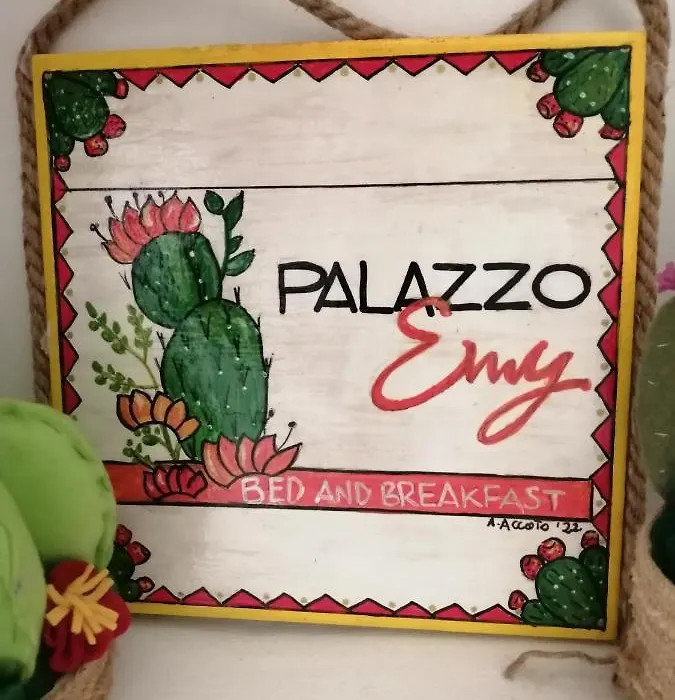 PALAZZO
Emy
BED AND BREAKFAST
A. ACCOTO '22